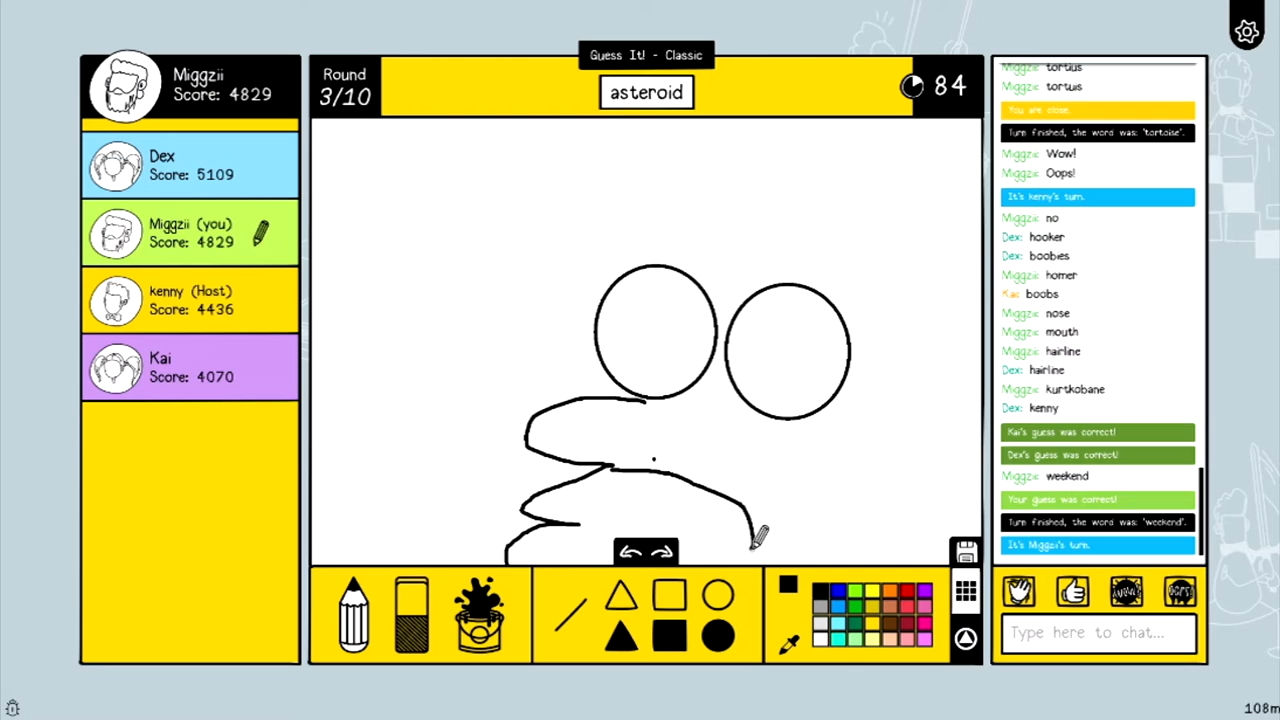 Guess It! - Classic
Miggzii
Score: 4829
Round
3/10
asteroid
84
Dex
Score: 5109
Miggzii (you)
Score: 4829
kenny (Host)
Score: 4436
Kai
Score: 4070
Miggzii: tortius
Miggzii: tortuis
You are close.
Turn finished, the word was: 'tortoise'.
Miggzii: Wow!
Miggzii: Oops!
It's kenny's turn.
Miggzii: no
Dex: hooker
Dex: boobies
Miggzii: homer
Kai: boobs
Miggzii: nose
Miggzii: mouth
Miggzii: hairline
Dex: hairline
Miggzii: kurtkobane
Dex: kenny
Kai's guess was correct!
Dex's guess was correct!
Miggzii: weekend
Your guess was correct!
Turn finished, the word was: 'weekend'.
It's Miggzii's turn.
Type here to chat...
108m